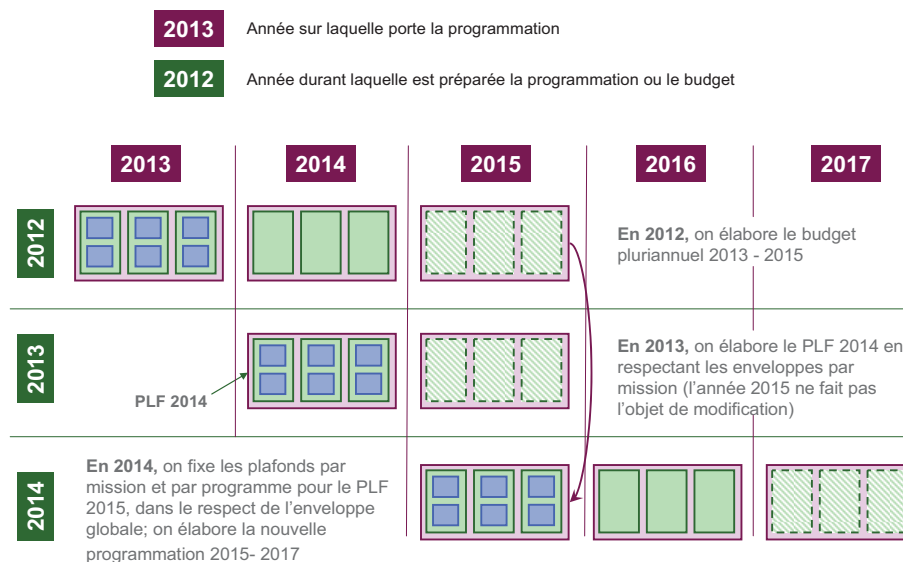 2013
Année sur laquelle porte la programmation
2012
Année durant laquelle est préparée la programmation ou le budget
2013
2014
2015
2016
2017
2012
En 2012, on élabore le budget
pluriannuel 2013 - 2015
2013
PLF 2014
En 2013, on élabore le PLF 2014 en
respectant les enveloppes par
mission (l'année 2015 ne fait pas
l'objet de modification)
2014
En 2014, on fixe les plafonds par
mission et par programme pour le PLF
2015, dans le respect de l'enveloppe
globale; on élabore la nouvelle
programmation 2015- 2017